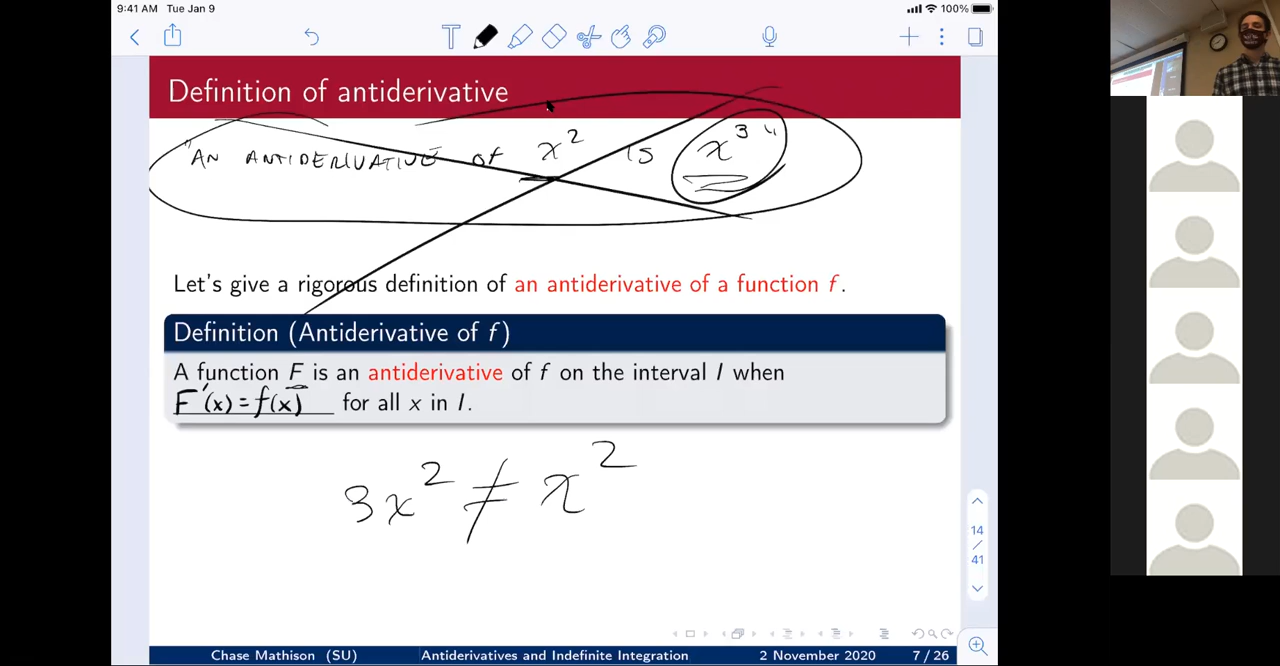 9:41 AM Tue Jan 9
100%
Definition of antiderivative
"AN ANTIDERIVATIVE of x² is x³
Let's give a rigorous definition of an antiderivative of a function f.
Definition (Antiderivative of f)
A function F is an antiderivative of f on the interval I when
F'(x) = f(x) for all x in I.
3x² ≠ x²
14
/
41
Chase Mathison (SU) Antiderivatives and Indefinite Integration 2 November 2020 7 / 26